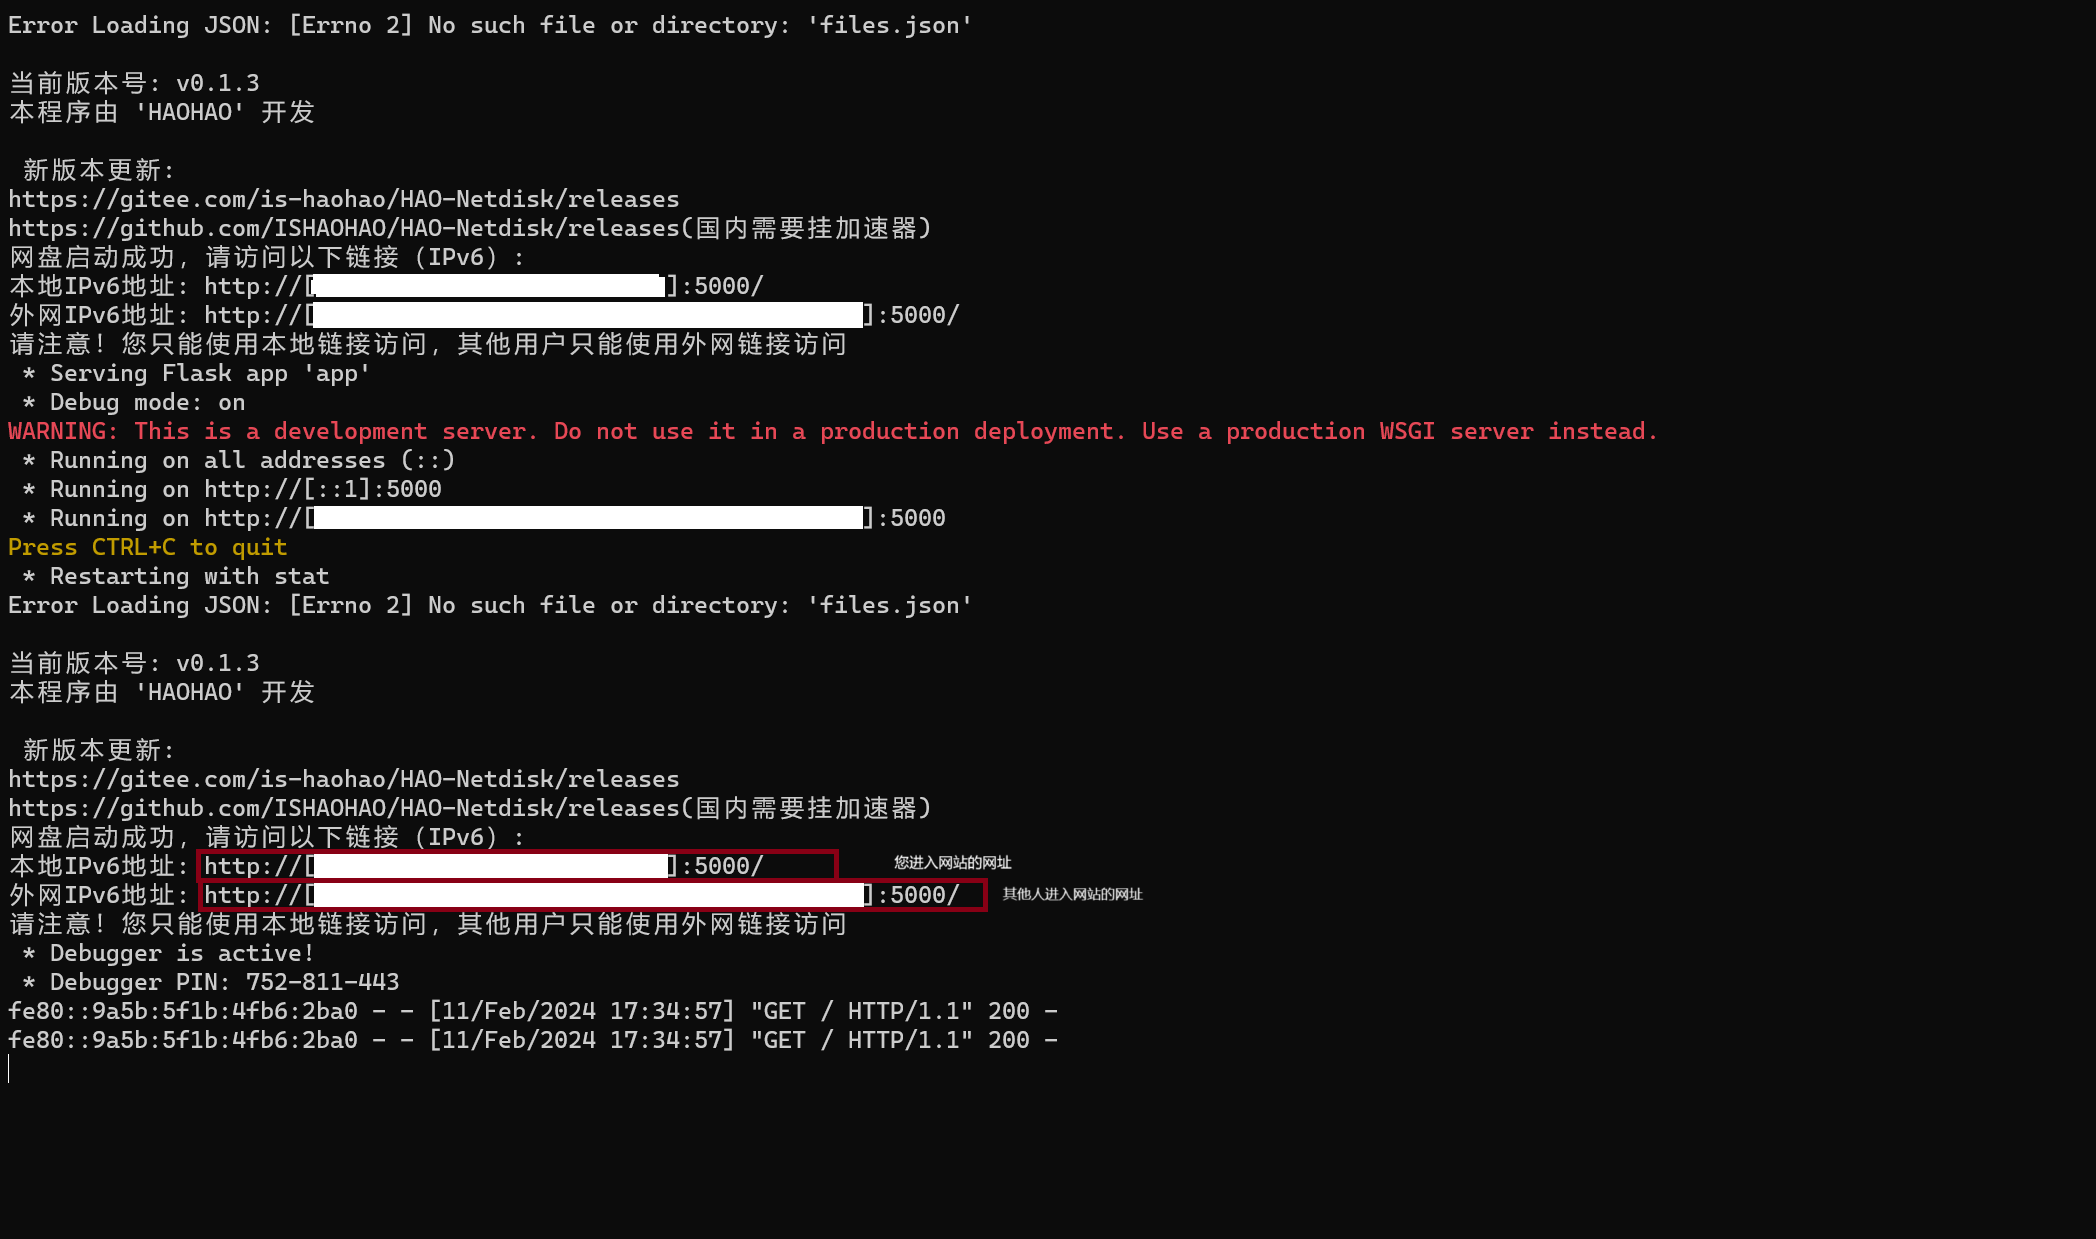 Error Loading JSON: [Errno 2] No such file or directory: 'files.json'
当前版本号: v0.1.3
本程序由 'HAOHAO' 开发
新版本更新:
https://gitee.com/is-haohao/HAO-Netdisk/releases
https://github.com/ISHAOHAO/HAO-Netdisk/releases(国内需要挂加速器)
网盘启动成功, 请访问以下链接 (IPv6) :
本地IPv6地址: http://[ ]:5000/
外网IPv6地址: http://[ ]:5000/
请注意! 您只能使用本地链接访问, 其他用户只能使用外网链接访问
* Serving Flask app 'app'
* Debug mode: on
WARNING: This is a development server. Do not use it in a production deployment. Use a production WSGI server instead.
* Running on all addresses (::)
* Running on http://[::1]:5000
* Running on http://[ ]:5000
Press CTRL+C to quit
* Restarting with stat
Error Loading JSON: [Errno 2] No such file or directory: 'files.json'
当前版本号: v0.1.3
本程序由 'HAOHAO' 开发
新版本更新:
https://gitee.com/is-haohao/HAO-Netdisk/releases
https://github.com/ISHAOHAO/HAO-Netdisk/releases(国内需要挂加速器)
网盘启动成功, 请访问以下链接 (IPv6) :
本地IPv6地址: http://[ ]:5000/ 您进入网站的网址
外网IPv6地址: http://[ ]:5000/ 其他人进入网站的网址
请注意! 您只能使用本地链接访问, 其他用户只能使用外网链接访问
* Debugger is active!
* Debugger PIN: 752-811-443
fe80::9a5b:5f1b:4fb6:2ba0 - - [11/Feb/2024 17:34:57] "GET / HTTP/1.1" 200 -
fe80::9a5b:5f1b:4fb6:2ba0 - - [11/Feb/2024 17:34:57] "GET / HTTP/1.1" 200 -